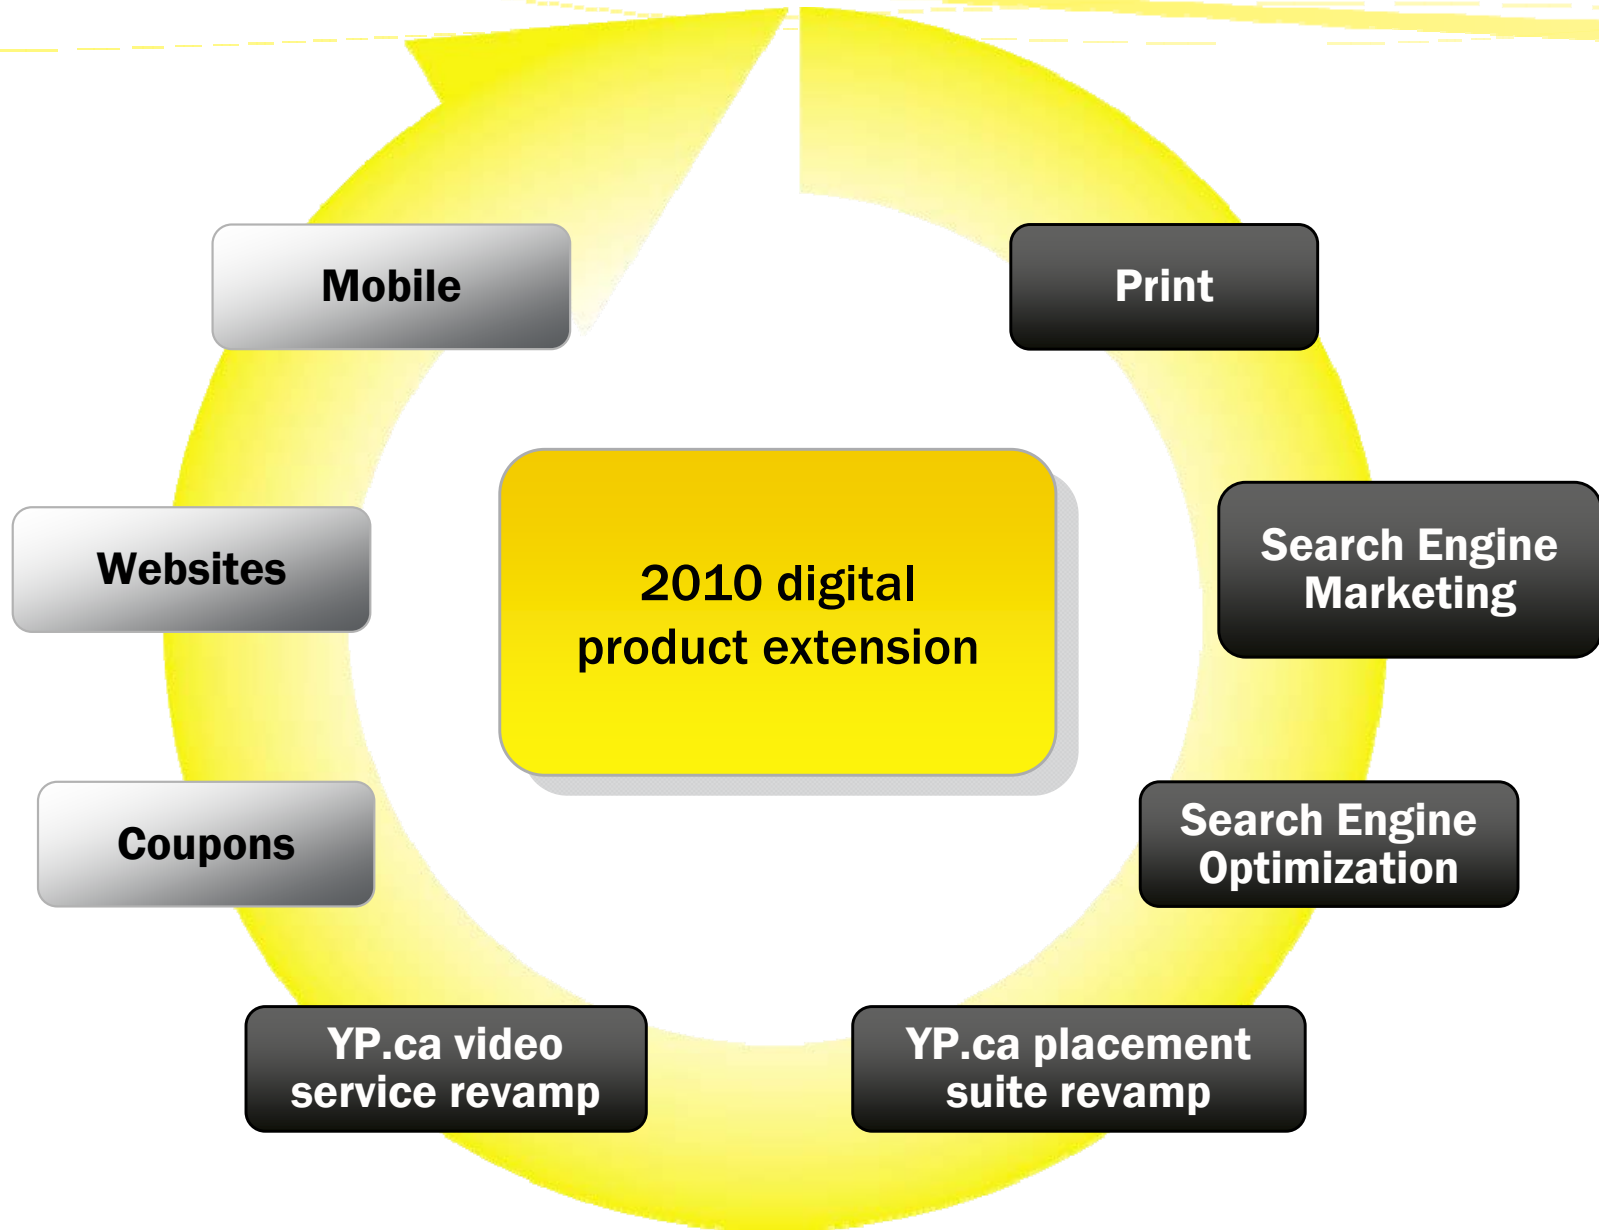 Mobile
Print
Websites
Search Engine
Marketing
2010 digital
product extension
Coupons
Search Engine
Optimization
YP.ca video
service revamp
YP.ca placement
suite revamp